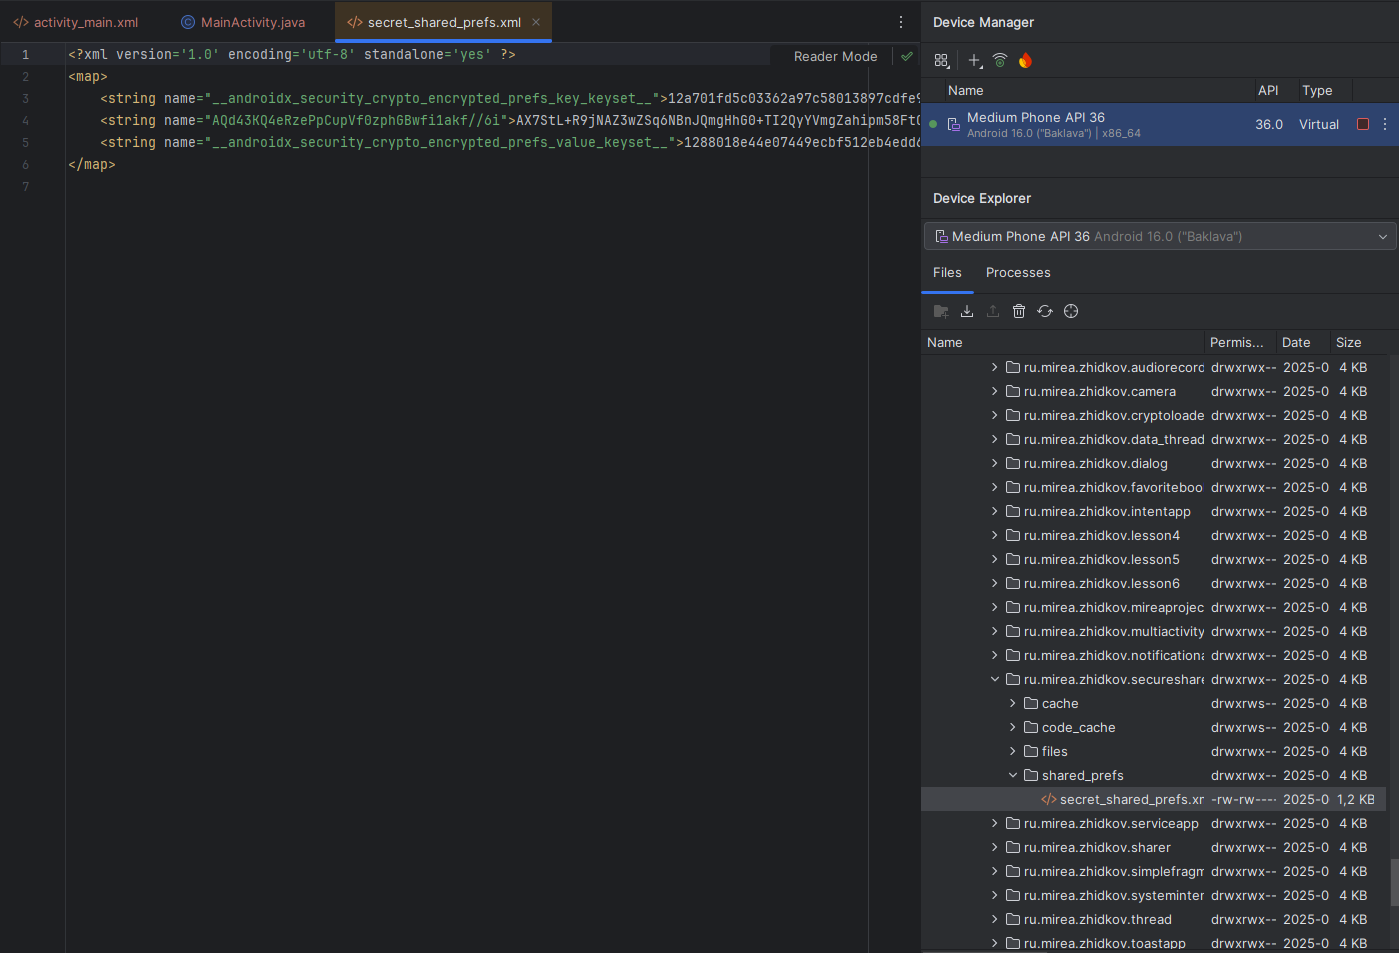 activity_main.xml
MainActivity.java
secret_shared_prefs.xml
Reader Mode
1 <?xml version='1.0' encoding='utf-8' standalone='yes' ?>
2 <map>
3 <string name="__androidx_security_crypto_encrypted_prefs_key_keyset__">12a701fd5c03362a97c58013897cdfe9
4 <string name="AQd43KQ4eRzePpCupVf0zphGBwfi1akf//6i">AX7StL+R9jNAZ3wZSq6NBnJQmgHhG0+TI2QyYVmgZahipm58Ft0
5 <string name="__androidx_security_crypto_encrypted_prefs_value_keyset__">1288018e44e07449ecbf512eb4edd6
6 </map>
7
Device Manager
Name API Type
Medium Phone API 36 36.0 Virtual
Android 16.0 ("Baklava") | x86_64
Device Explorer
Medium Phone API 36 Android 16.0 ("Baklava")
Files Processes
Name Permis... Date Size
ru.mirea.zhidkov.audiorecord drwxrwx-- 2025-0 4 KB
ru.mirea.zhidkov.camera drwxrwx-- 2025-0 4 KB
ru.mirea.zhidkov.cryptoloade drwxrwx-- 2025-0 4 KB
ru.mirea.zhidkov.data_thread drwxrwx-- 2025-0 4 KB
ru.mirea.zhidkov.dialog drwxrwx-- 2025-0 4 KB
ru.mirea.zhidkov.favoriteboo drwxrwx-- 2025-0 4 KB
ru.mirea.zhidkov.intentapp drwxrwx-- 2025-0 4 KB
ru.mirea.zhidkov.lesson4 drwxrwx-- 2025-0 4 KB
ru.mirea.zhidkov.lesson5 drwxrwx-- 2025-0 4 KB
ru.mirea.zhidkov.lesson6 drwxrwx-- 2025-0 4 KB
ru.mirea.zhidkov.mireaprojec drwxrwx-- 2025-0 4 KB
ru.mirea.zhidkov.multiactivity drwxrwx-- 2025-0 4 KB
ru.mirea.zhidkov.notificationa drwxrwx-- 2025-0 4 KB
ru.mirea.zhidkov.secureshare drwxrwx-- 2025-0 4 KB
cache drwxrws-- 2025-0 4 KB
code_cache drwxrws-- 2025-0 4 KB
files drwxrwx-- 2025-0 4 KB
shared_prefs drwxrwx-- 2025-0 4 KB
secret_shared_prefs.xr -rw-rw---- 2025-0 1,2 KB
ru.mirea.zhidkov.serviceapp drwxrwx-- 2025-0 4 KB
ru.mirea.zhidkov.sharer drwxrwx-- 2025-0 4 KB
ru.mirea.zhidkov.simplefragm drwxrwx-- 2025-0 4 KB
ru.mirea.zhidkov.systeminter drwxrwx-- 2025-0 4 KB
ru.mirea.zhidkov.thread drwxrwx-- 2025-0 4 KB
ru.mirea.zhidkov.toastapp drwxrwx-- 2025-0 4 KB